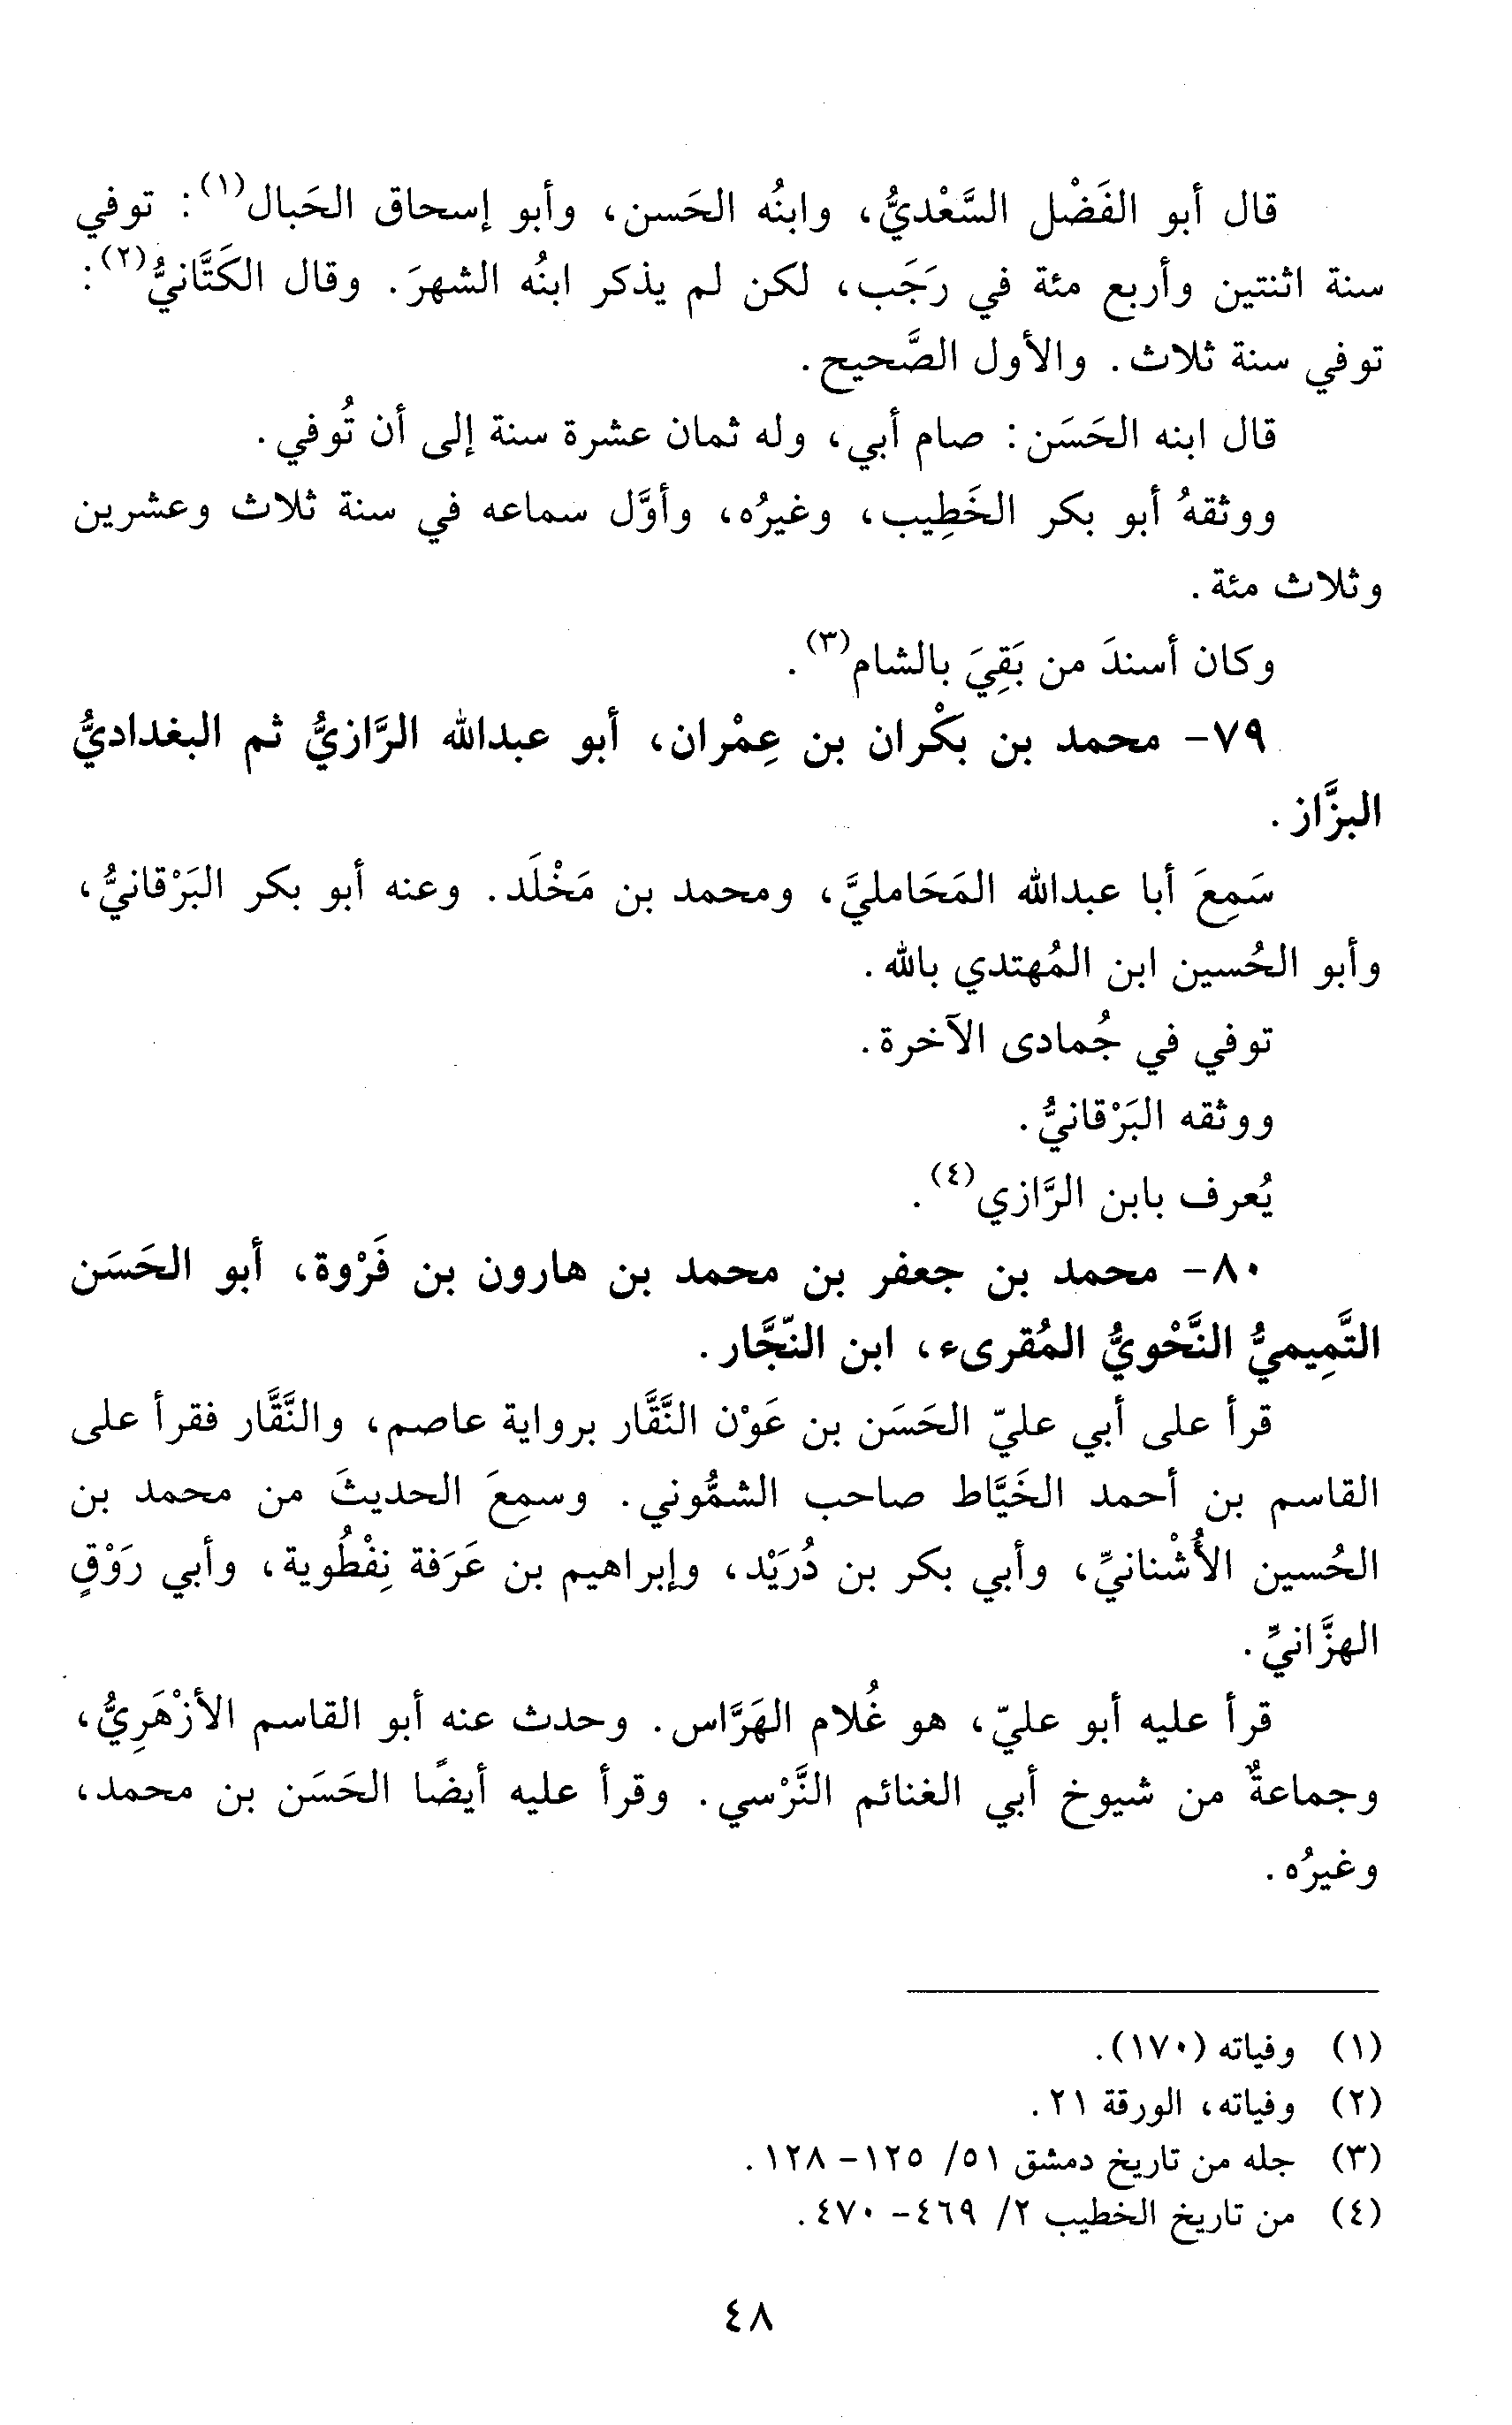 قال أبو الفَضْل السَّعْديُّ، وابنُه الحَسن، وأبو إسحاق الحَبال(١): توفي
سنة اثنتين وأربع مئة في رَجَب، لكن لم يذكر ابنُه الشهرَ. وقال الكَتَّانيُّ(٢):
توفي سنة ثلاث. والأول الصَّحيح.
قال ابنه الحَسَن: صام أبي، وله ثمان عشرة سنة إلى أن تُوفي.
ووثقهُ أبو بكر الخَطِيب، وغيرُه، وأوَّل سماعه في سنة ثلاث وعشرين
وثلاث مئة.
وكان أسندَ من بَقِيَ بالشام(٣).
٧٩- محمد بن بكْران بن عِمْران، أبو عبدالله الرَّازيُّ ثم البغداديُّ
البزَّاز.
سَمِعَ أبا عبدالله المَحَامليَّ، ومحمد بن مَخْلَد. وعنه أبو بكر البَرْقانيُّ،
وأبو الحُسين ابن المُهتدي بالله.
توفي في جُمادى الآخرة.
ووثقه البَرْقانيُّ.
يُعرف بابن الرَّازي(٤).
٨٠- محمد بن جعفر بن محمد بن هارون بن فَرْوة، أبو الحَسَن
التَّمِيميُّ النَّحْويُّ المُقرىء، ابن النّجَّار.
قرأ على أبي عليّ الحَسَن بن عَوْن النَّقَّار برواية عاصم، والنَّقَّار فقرأ على
القاسم بن أحمد الخَيَّاط صاحب الشمُّوني. وسمِعَ الحديثَ من محمد بن
الحُسين الأُشْنانيِّ، وأبي بكر بن دُرَيْد، وإبراهيم بن عَرَفة نِفْطُوية، وأبي رَوْقٍ
الهزَّانيِّ.
قرأ عليه أبو عليّ، هو غُلام الهَرَّاس. وحدث عنه أبو القاسم الأزْهَرِيُّ،
وجماعةٌ من شيوخ أبي الغنائم النَّرْسي. وقرأ عليه أيضًا الحَسَن بن محمد،
وغيرُه.
(١) وفياته (١٧٠).
(٢) وفياته، الورقة ٢١.
(٣) جله من تاريخ دمشق ٥١/ ١٢٥- ١٢٨.
(٤) من تاريخ الخطيب ٢/ ٤٦٩- ٤٧٠.
٤٨